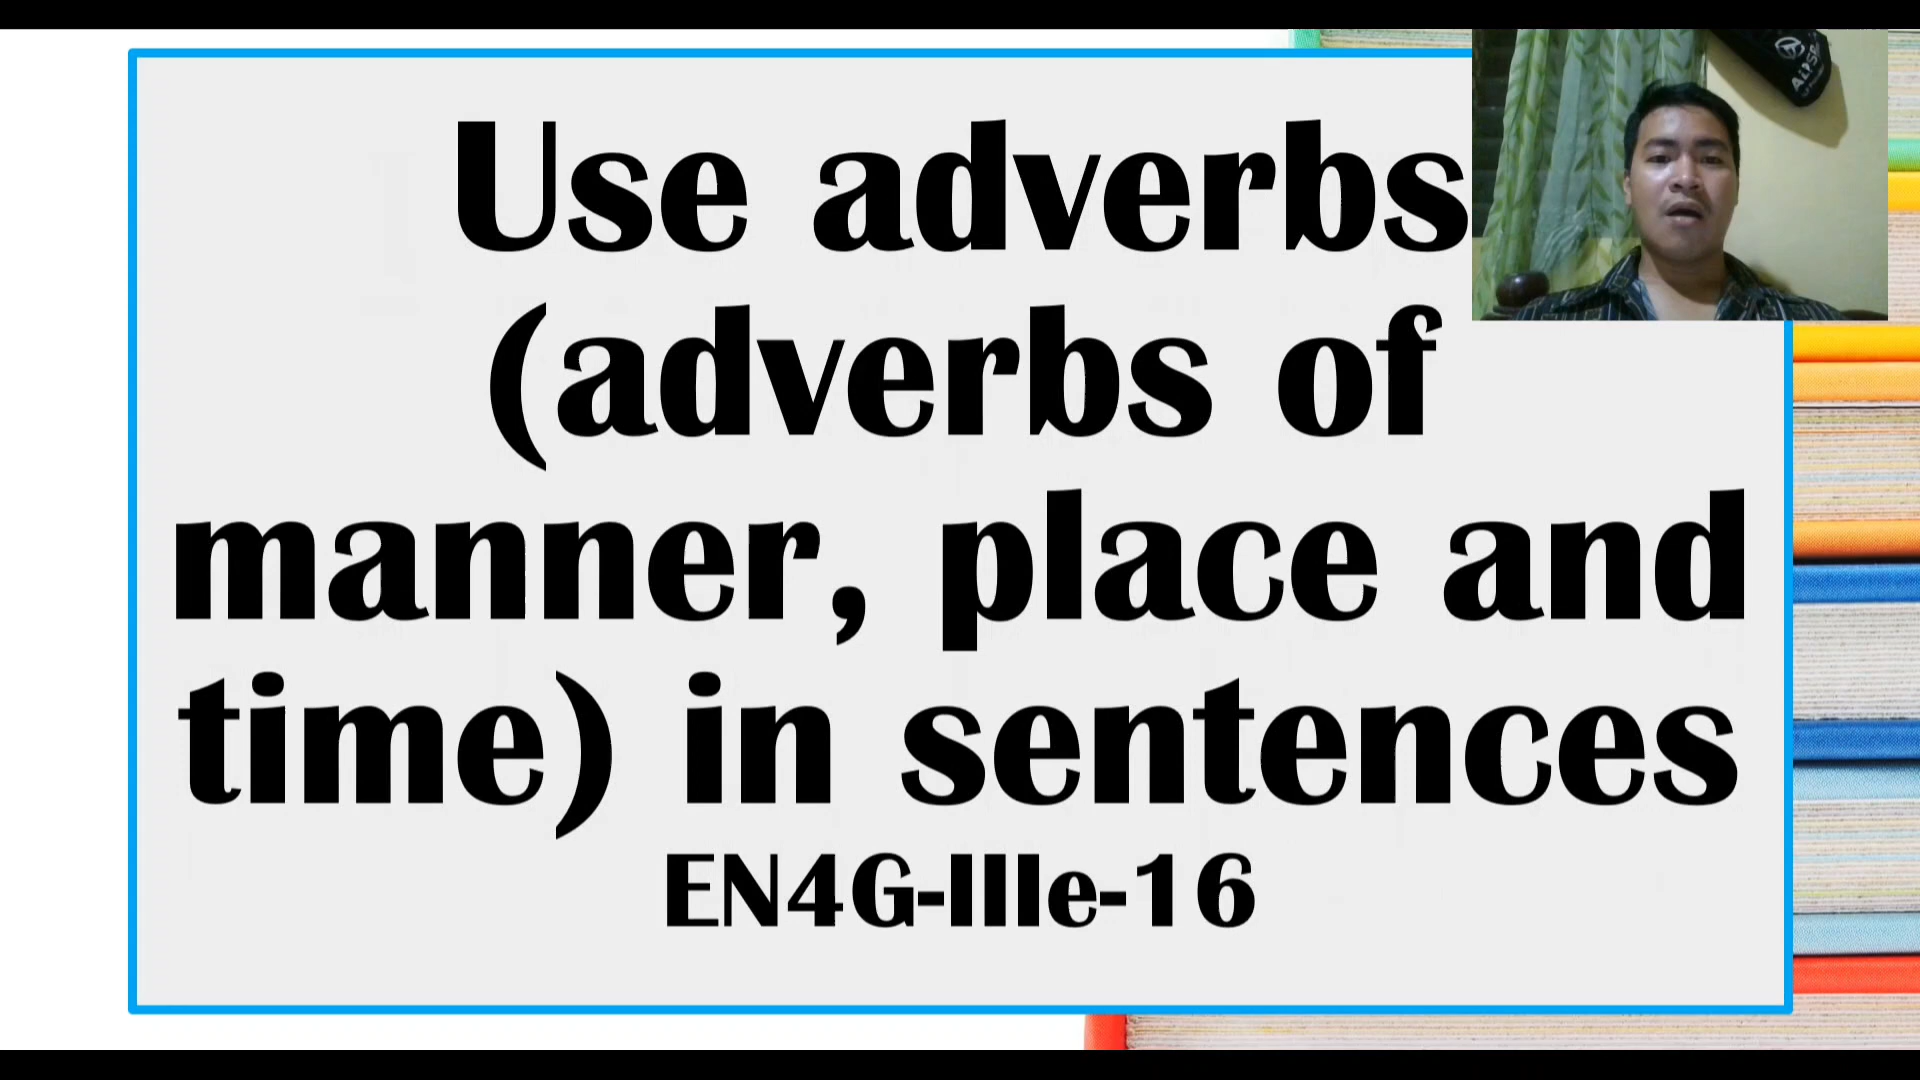 Use adverbs
(adverbs of
manner, place and
time) in sentences
EN4G-IIIe-16